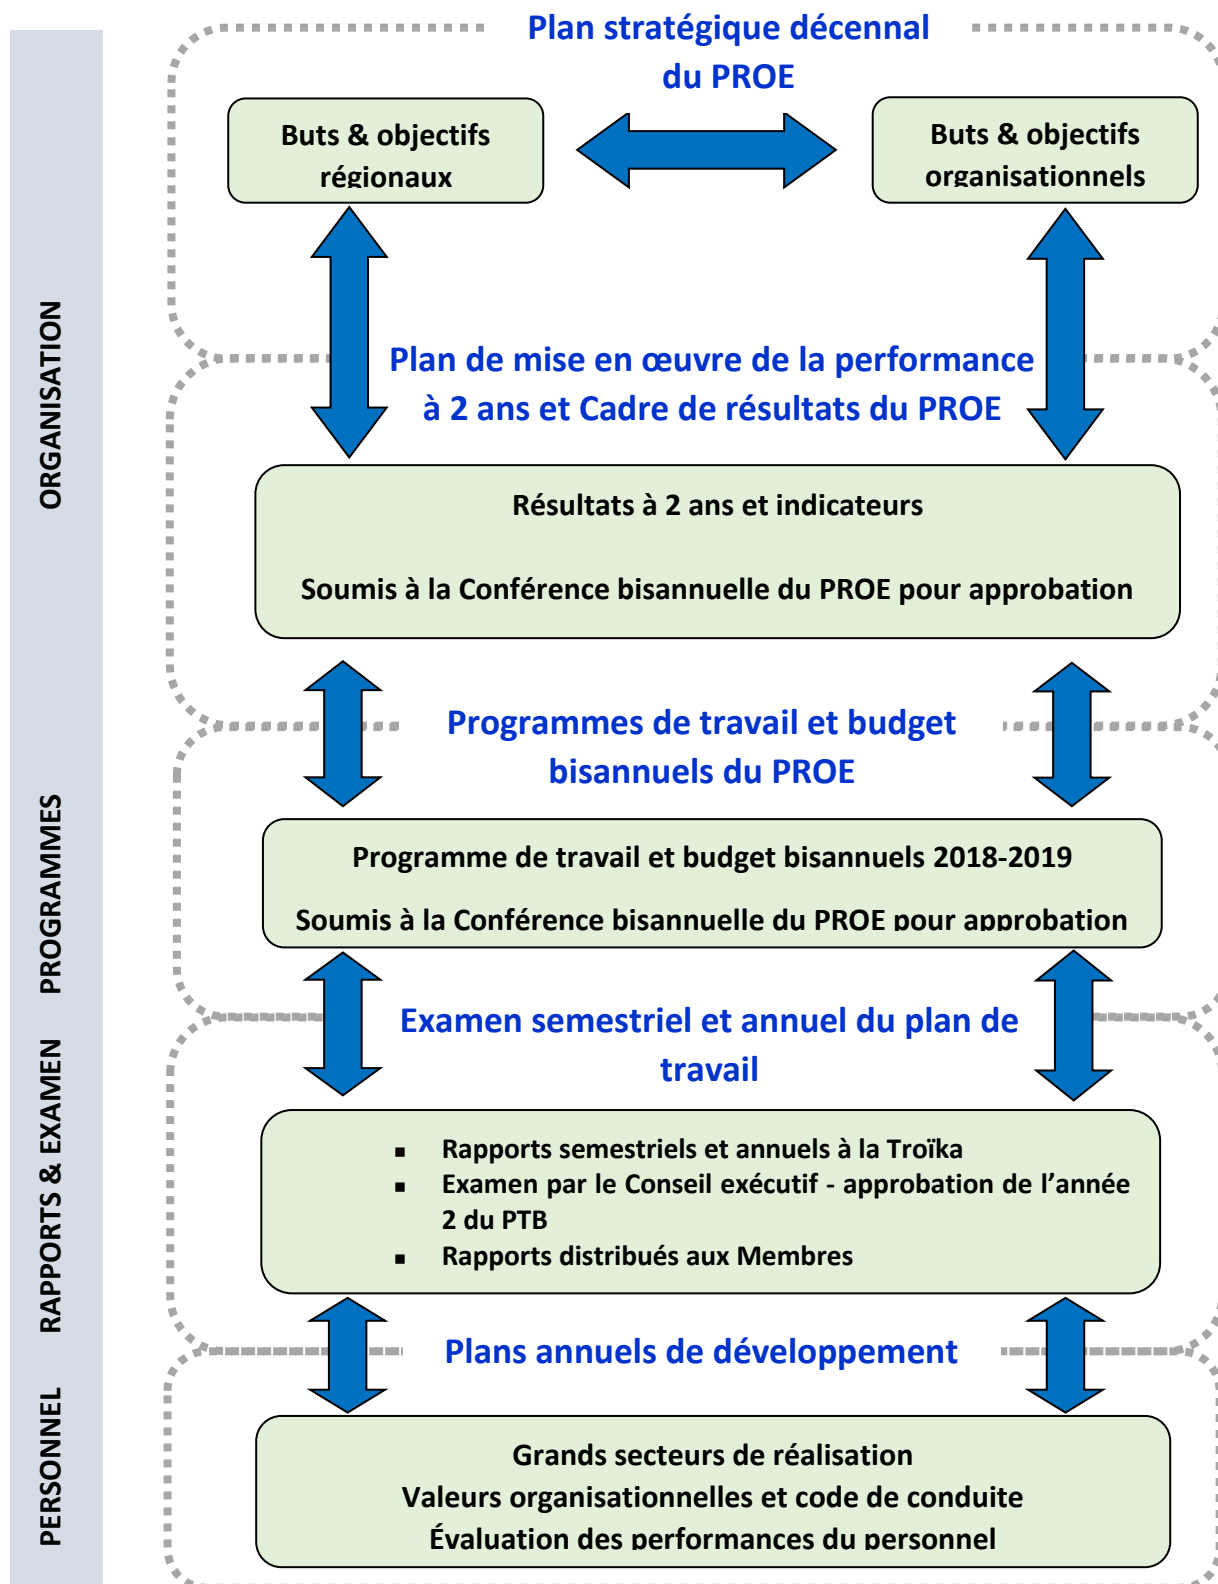 Plan stratégique décennal
du PROE
Buts & objectifs
régionaux
Buts & objectifs
organisationnels
ORGANISATION
Plan de mise en œuvre de la performance
à 2 ans et Cadre de résultats du PROE
Résultats à 2 ans et indicateurs
Soumis à la Conférence bisannuelle du PROE pour approbation
Programmes de travail et budget
bisannuels du PROE
PROGRAMMES
Programme de travail et budget bisannuels 2018-2019
Soumis à la Conférence bisannuelle du PROE pour approbation
Examen semestriel et annuel du plan de
travail
RAPPORTS & EXAMEN
▪ Rapports semestriels et annuels à la Troïka
▪ Examen par le Conseil exécutif - approbation de l’année
2 du PTB
▪ Rapports distribués aux Membres
Plans annuels de développement
PERSONNEL
Grands secteurs de réalisation
Valeurs organisationnelles et code de conduite
Évaluation des performances du personnel